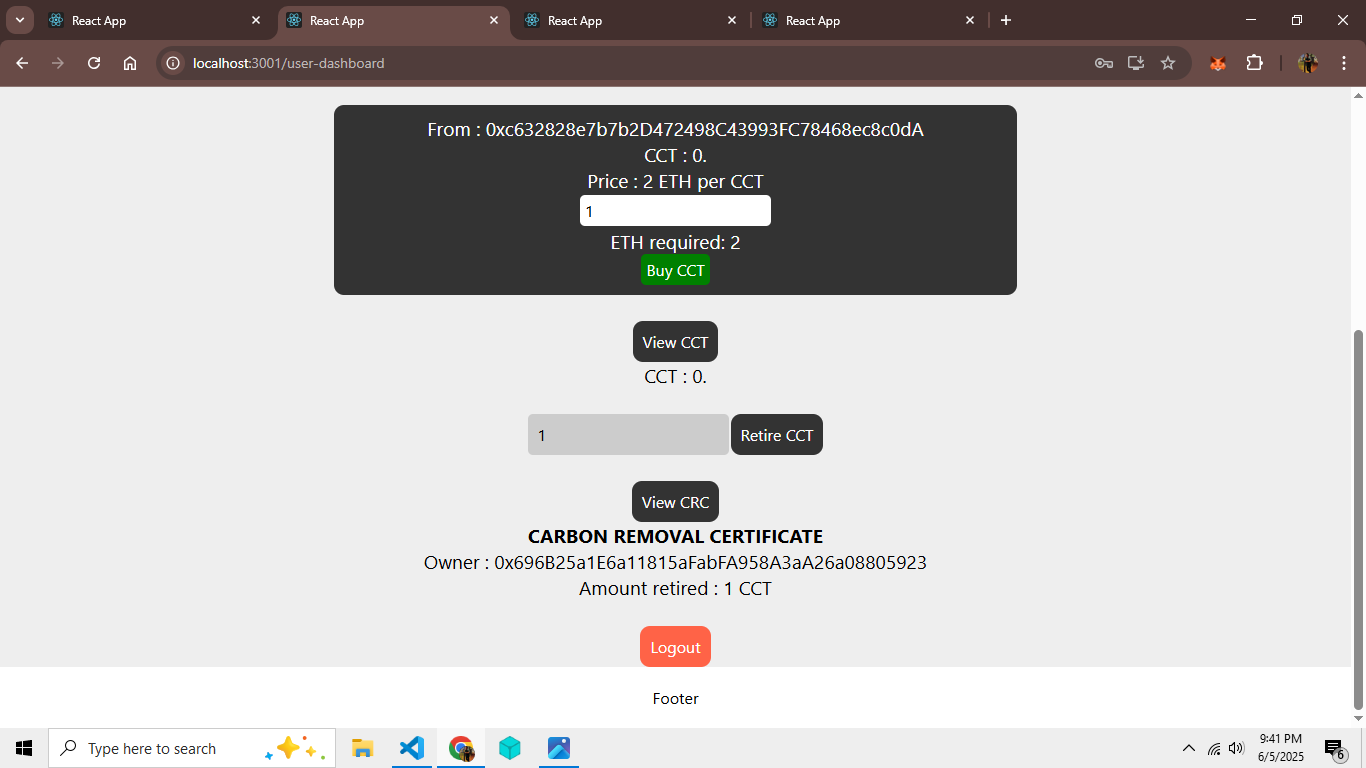 React App
React App
React App
React App
localhost:3001/user-dashboard
From : 0xc632828e7b7b2D472498C43993FC78468ec8c0dA
CCT : 0.
Price : 2 ETH per CCT
1
ETH required: 2
Buy CCT
View CCT
CCT : 0.
1
Retire CCT
View CRC
CARBON REMOVAL CERTIFICATE
Owner : 0x696B25a1E6a11815aFabFA958A3aA26a08805923
Amount retired : 1 CCT
Logout
Footer
Type here to search
9:41 PM
6/5/2025
6